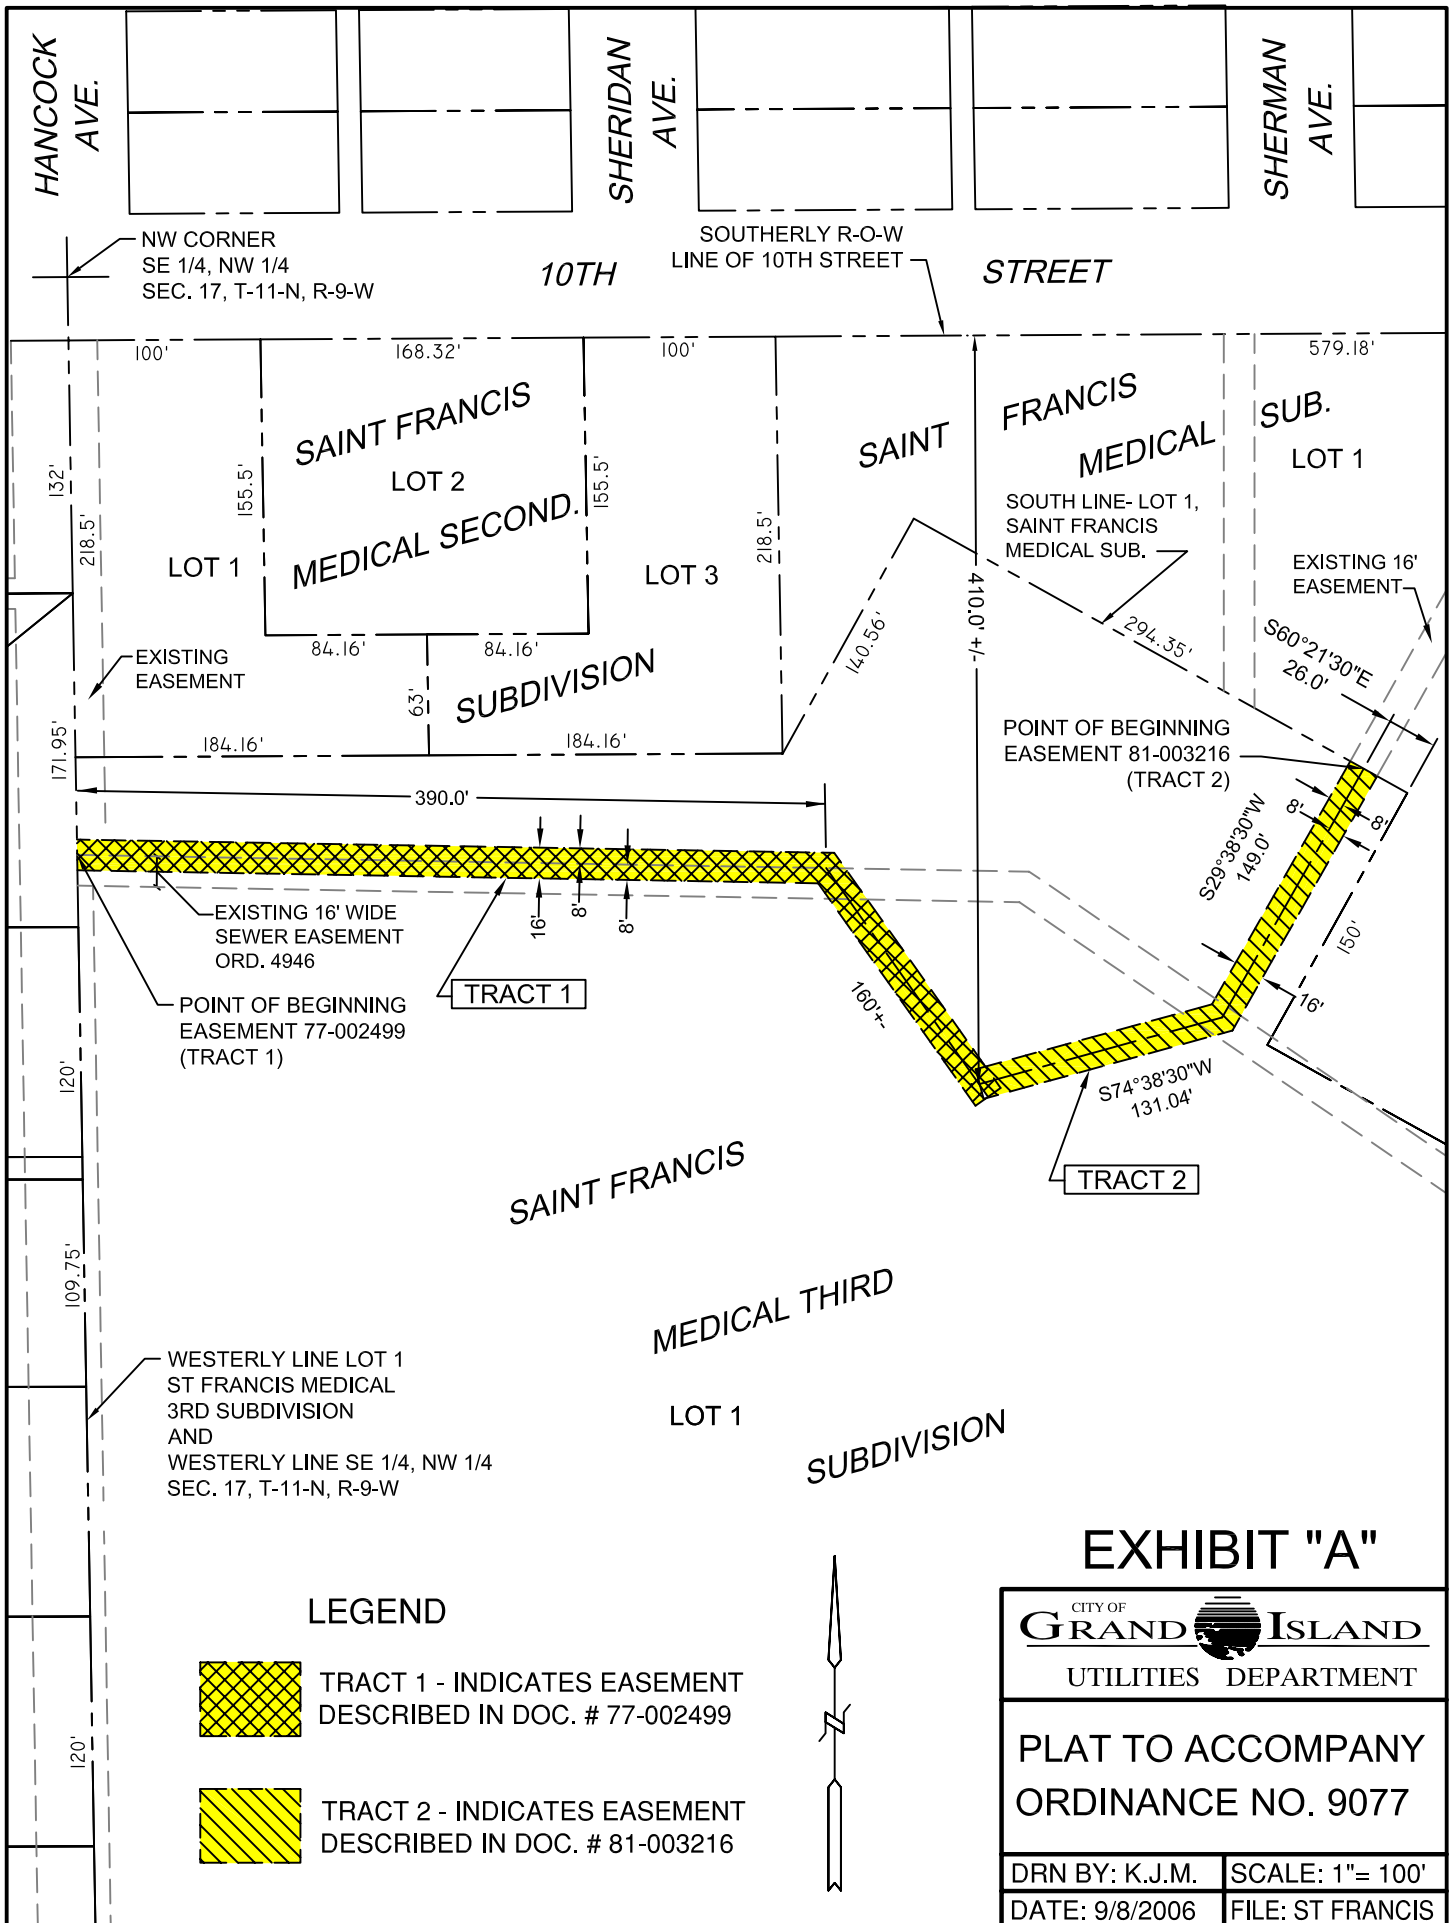 HANCOCK
AVE.
SHERIDAN
AVE.
SHERMAN
AVE.
NW CORNER
SE 1/4, NW 1/4
SEC. 17, T-11-N, R-9-W
10TH
STREET
SOUTHERLY R-O-W
LINE OF 10TH STREET
100'
168.32'
100'
579.18'
SAINT FRANCIS
LOT 2
MEDICAL SECOND.
LOT 1
LOT 3
SUBDIVISION
132'
218.5'
155.5'
155.5'
218.5'
84.16'
84.16'
63'
184.16'
184.16'
171.95'
EXISTING
EASEMENT
SAINT
FRANCIS
MEDICAL
SUB.
LOT 1
SOUTH LINE- LOT 1,
SAINT FRANCIS
MEDICAL SUB.
EXISTING 16'
EASEMENT
140.56'
410.0' +/-
294.35'
S60°21'30"E
26.0'
POINT OF BEGINNING
EASEMENT 81-003216
(TRACT 2)
390.0'
8'
8'
S29°38'30"W
149.0'
150'
16'
16'
8'
8'
EXISTING 16' WIDE
SEWER EASEMENT
ORD. 4946
TRACT 1
POINT OF BEGINNING
EASEMENT 77-002499
(TRACT 1)
160'+-
S74°38'30"W
131.04'
TRACT 2
120'
109.75'
120'
SAINT FRANCIS
MEDICAL THIRD
LOT 1
SUBDIVISION
WESTERLY LINE LOT 1
ST FRANCIS MEDICAL
3RD SUBDIVISION
AND
WESTERLY LINE SE 1/4, NW 1/4
SEC. 17, T-11-N, R-9-W
LEGEND
TRACT 1 - INDICATES EASEMENT
DESCRIBED IN DOC. # 77-002499
TRACT 2 - INDICATES EASEMENT
DESCRIBED IN DOC. # 81-003216
EXHIBIT "A"
CITY OF
GRAND ISLAND
UTILITIES DEPARTMENT
PLAT TO ACCOMPANY
ORDINANCE NO. 9077
DRN BY: K.J.M.
SCALE: 1"= 100'
DATE: 9/8/2006
FILE: ST FRANCIS